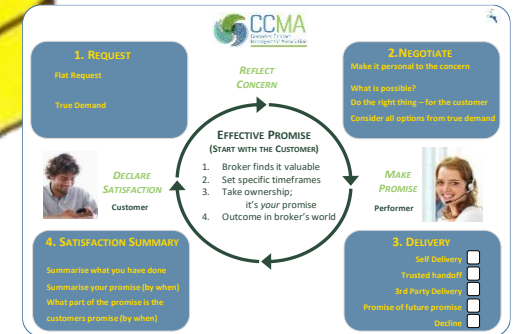 CCMA
Customer Contact
Management Association
1. REQUEST
Flat Request
True Demand
REFLECT
CONCERN
2.NEGOTIATE
Make it personal to the concern
What is possible?
Do the right thing – for the customer
Consider all options from true demand
EFFECTIVE PROMISE
(START WITH THE CUSTOMER)
1. Broker finds it valuable
2. Set specific timeframes
3. Take ownership;
it's your promise
4. Outcome in broker's world
DECLARE
SATISFACTION
Customer
MAKE
PROMISE
Performer
4. SATISFACTION SUMMARY
Summarise what you have done
Summarise your promise (by when)
What part of the promise is the
customers promise (by when)
3. DELIVERY
Self Delivery
Trusted handoff
3rd Party Delivery
Promise of future promise
Decline